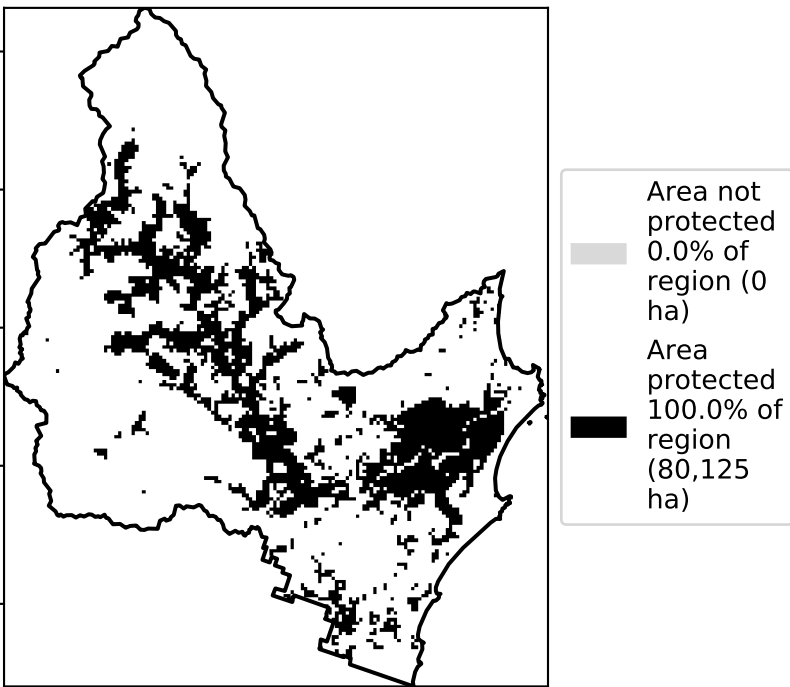 Area not
protected
0.0% of
region (0
ha)
Area
protected
100.0% of
region
(80,125
ha)